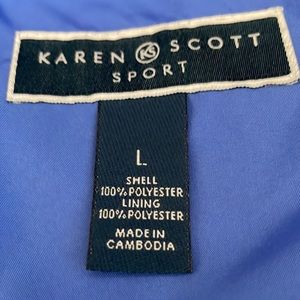 KAREN KS SCOTT
SPORT
L
SHELL
100% POLYESTER
LINING
100% POLYESTER
MADE IN
CAMBODIA